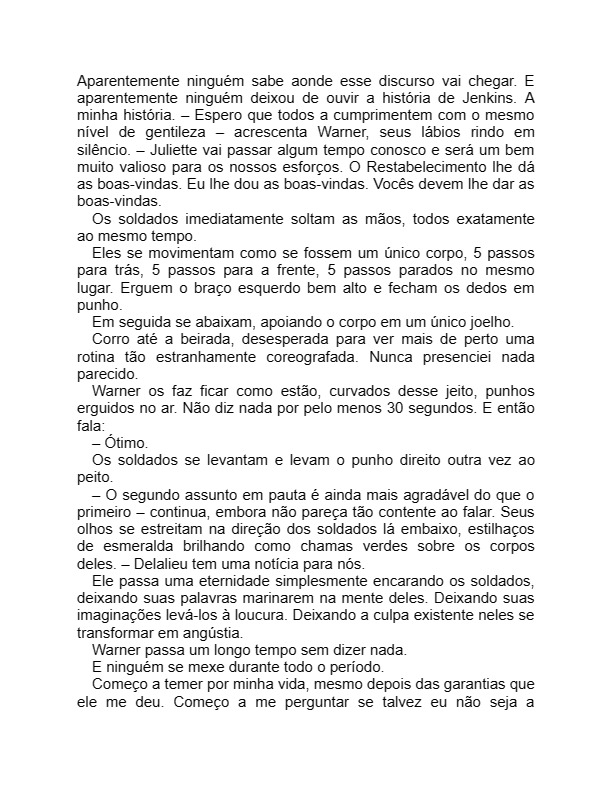 Aparentemente ninguém sabe aonde esse discurso vai chegar. E
aparentemente ninguém deixou de ouvir a história de Jenkins. A
minha história. – Espero que todos a cumprimentem com o mesmo
nível de gentileza – acrescenta Warner, seus lábios rindo em
silêncio. – Juliette vai passar algum tempo conosco e será um bem
muito valioso para os nossos esforços. O Restabelecimento lhe dá
as boas-vindas. Eu lhe dou as boas-vindas. Vocês devem lhe dar as
boas-vindas.
Os soldados imediatamente soltam as mãos, todos exatamente
ao mesmo tempo.
Eles se movimentam como se fossem um único corpo, 5 passos
para trás, 5 passos para a frente, 5 passos parados no mesmo
lugar. Erguem o braço esquerdo bem alto e fecham os dedos em
punho.
Em seguida se abaixam, apoiando o corpo em um único joelho.
Corro até a beirada, desesperada para ver mais de perto uma
rotina tão estranhamente coreografada. Nunca presenciei nada
parecido.
Warner os faz ficar como estão, curvados desse jeito, punhos
erguidos no ar. Não diz nada por pelo menos 30 segundos. E então
fala:
– Ótimo.
Os soldados se levantam e levam o punho direito outra vez ao
peito.
– O segundo assunto em pauta é ainda mais agradável do que o
primeiro – continua, embora não pareça tão contente ao falar. Seus
olhos se estreitam na direção dos soldados lá embaixo, estilhaços
de esmeralda brilhando como chamas verdes sobre os corpos
deles. – Delalieu tem uma notícia para nós.
Ele passa uma eternidade simplesmente encarando os soldados,
deixando suas palavras marinarem na mente deles. Deixando suas
imaginações levá-los à loucura. Deixando a culpa existente neles se
transformar em angústia.
Warner passa um longo tempo sem dizer nada.
E ninguém se mexe durante todo o período.
Começo a temer por minha vida, mesmo depois das garantias que
ele me deu. Começo a me perguntar se talvez eu não seja a